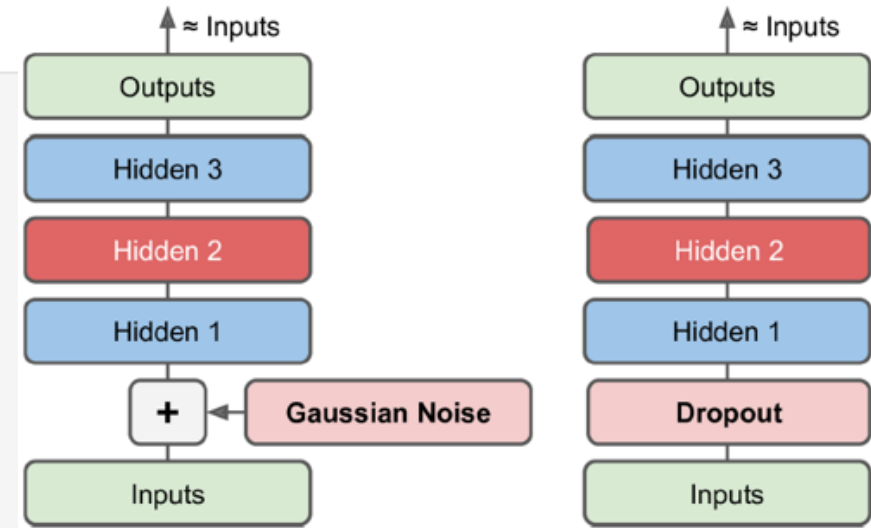 ≈ Inputs
Outputs
Hidden 3
Hidden 2
Hidden 1
+
Gaussian Noise
Inputs
≈ Inputs
Outputs
Hidden 3
Hidden 2
Hidden 1
Dropout
Inputs